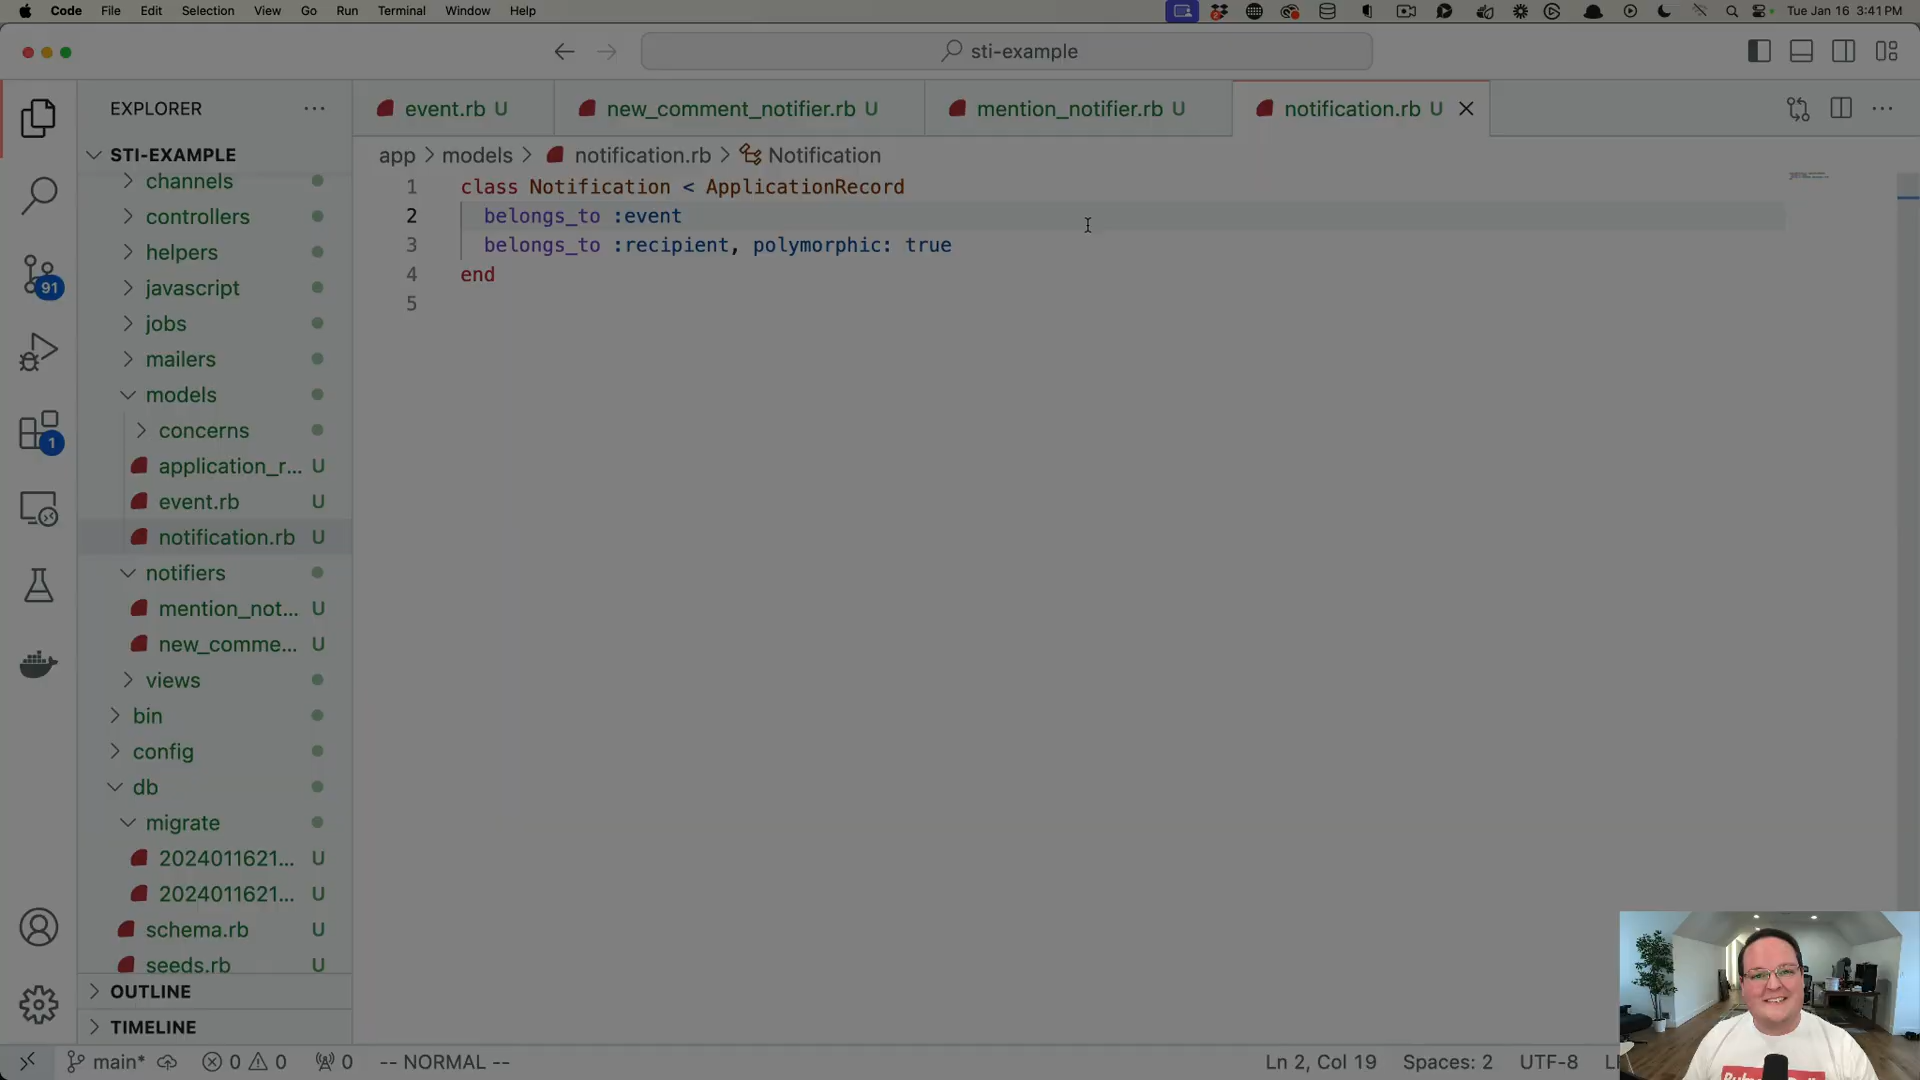 Code File Edit Selection View Go Run Terminal Window Help
Tue Jan 16 3:41 PM
sti-example
EXPLORER
event.rb U
new_comment_notifier.rb U
mention_notifier.rb U
notification.rb U
STI-EXAMPLE
app > models > notification.rb > Notification
1 class Notification < ApplicationRecord
2 belongs_to :event
3 belongs_to :recipient, polymorphic: true
4 end
5
channels
controllers
helpers
javascript
jobs
mailers
models
concerns
application_r... U
event.rb U
notification.rb U
notifiers
mention_not... U
new_comme... U
views
bin
config
db
migrate
2024011621... U
2024011621... U
schema.rb U
seeds.rb U
OUTLINE
TIMELINE
91
1
main* 0 0 0 -- NORMAL --
Ln 2, Col 19 Spaces: 2 UTF-8